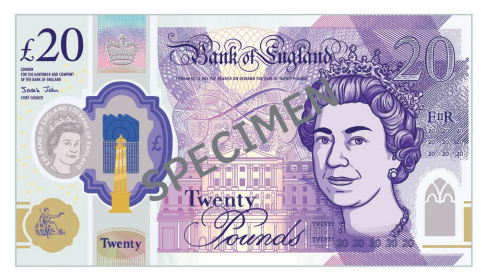 £20
LONDON
FOR THE GOVERNOR AND COMPANY
OF THE BANK OF ENGLAND
Sarah John
CHIEF CASHIER
Bank of England
I PROMISE TO PAY THE BEARER ON DEMAND THE SUM OF TWENTY POUNDS
20
EIIR
SPECIMEN
£
Twenty
Pounds
TWENTY
TWENTY
20 20 20 20 20
Twenty